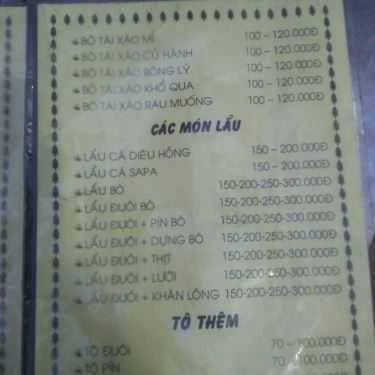 BÒ TÁI XÀO MÌ 100 – 120.000Đ
BÒ TÁI XÀO CỦ HÀNH 100 – 120.000Đ
BÒ TÁI XÀO BÔNG LÝ 100 – 120.000Đ
BÒ TÁI XÀO KHỔ QUA 100 – 120.000Đ
BÒ TÁI XÀO RAU MUỐNG 100 – 120.000Đ
CÁC MÓN LẨU
LẨU CÁ DIÊU HỒNG 150 – 200.000Đ
LẨU CÁ SAPA 150 – 200.000Đ
LẨU BÒ 150-200-250-300.000Đ
LẨU ĐUÔI BÒ 150-200-250-300.000Đ
LẨU ĐUÔI + PÍN BÒ 150-200-250-300.000Đ
LẨU ĐUÔI + DỰNG BÒ 150-200-250-300.000Đ
LẨU ĐUÔI + THỊT 150-200-250-300.000Đ
LẨU ĐUÔI + LƯỠI 150-200-250-300.000Đ
LẨU ĐUÔI + KHĂN LÔNG 150-200-250-300.000Đ
TÔ THÊM
TÔ ĐUÔI 70 – 100.000Đ
TÔ PÍN 70 – 100.000Đ